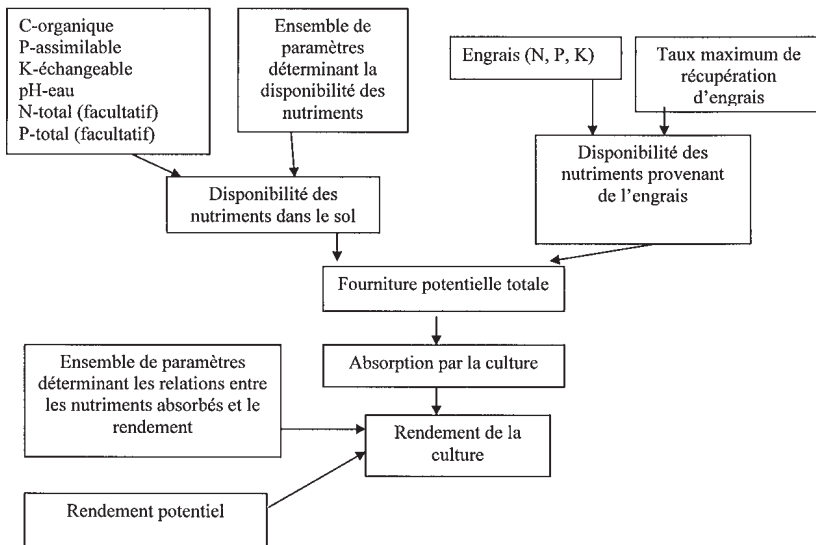 C-organique
P-assimilable
K-échangeable
pH-eau
N-total (facultatif)
P-total (facultatif)
Ensemble de
paramètres
déterminant la
disponibilité des
nutriments
Engrais (N, P, K)
Taux maximum de
récupération
d'engrais
Disponibilité des
nutriments dans le sol
Disponibilité des
nutriments provenant
de l'engrais
Fourniture potentielle totale
Absorption par la culture
Ensemble de paramètres
déterminant les relations entre
les nutriments absorbés et le
rendement
Rendement de la
culture
Rendement potentiel